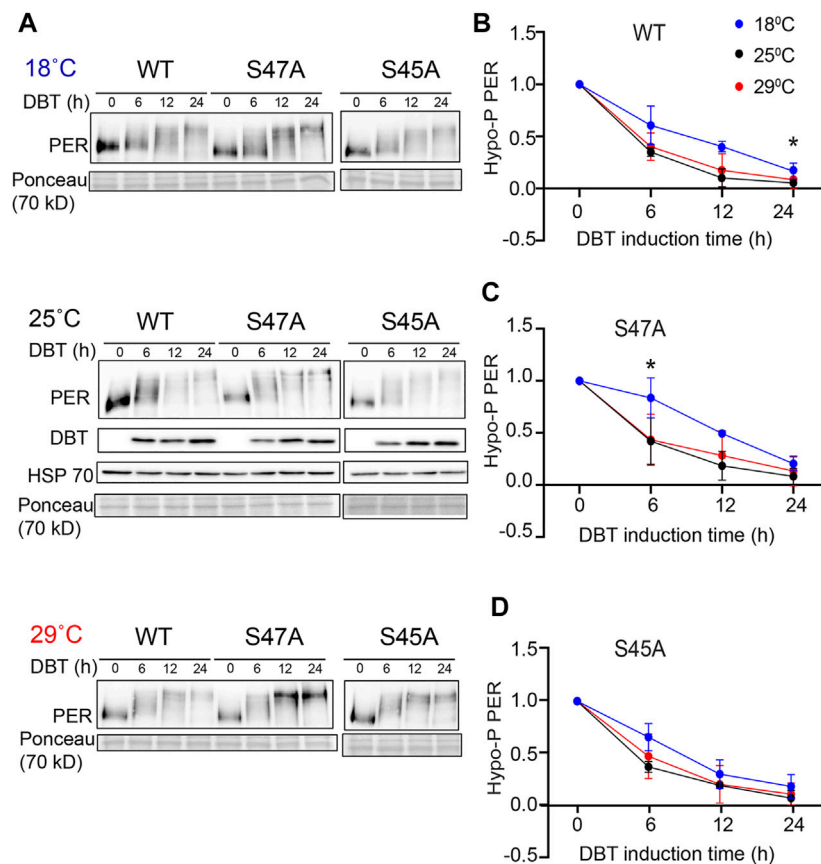 A
18°C WT S47A S45A
DBT (h) 0 6 12 24 0 6 12 24 0 6 12 24
PER
Ponceau
(70 kD)
25°C WT S47A S45A
DBT (h) 0 6 12 24 0 6 12 24 0 6 12 24
PER
DBT
HSP 70
Ponceau
(70 kD)
29°C WT S47A S45A
DBT (h) 0 6 12 24 0 6 12 24 0 6 12 24
PER
Ponceau
(70 kD)
B
WT
18⁰C
25⁰C
29⁰C
Hypo-P PER
1.5
1.0
0.5
0.0
-0.5
*
0 6 12 24
DBT induction time (h)
C
S47A
Hypo-P PER
1.5
1.0
0.5
0.0
-0.5
*
0 6 12 24
DBT induction time (h)
D
S45A
Hypo-P PER
1.5
1.0
0.5
0.0
-0.5
0 6 12 24
DBT induction time (h)